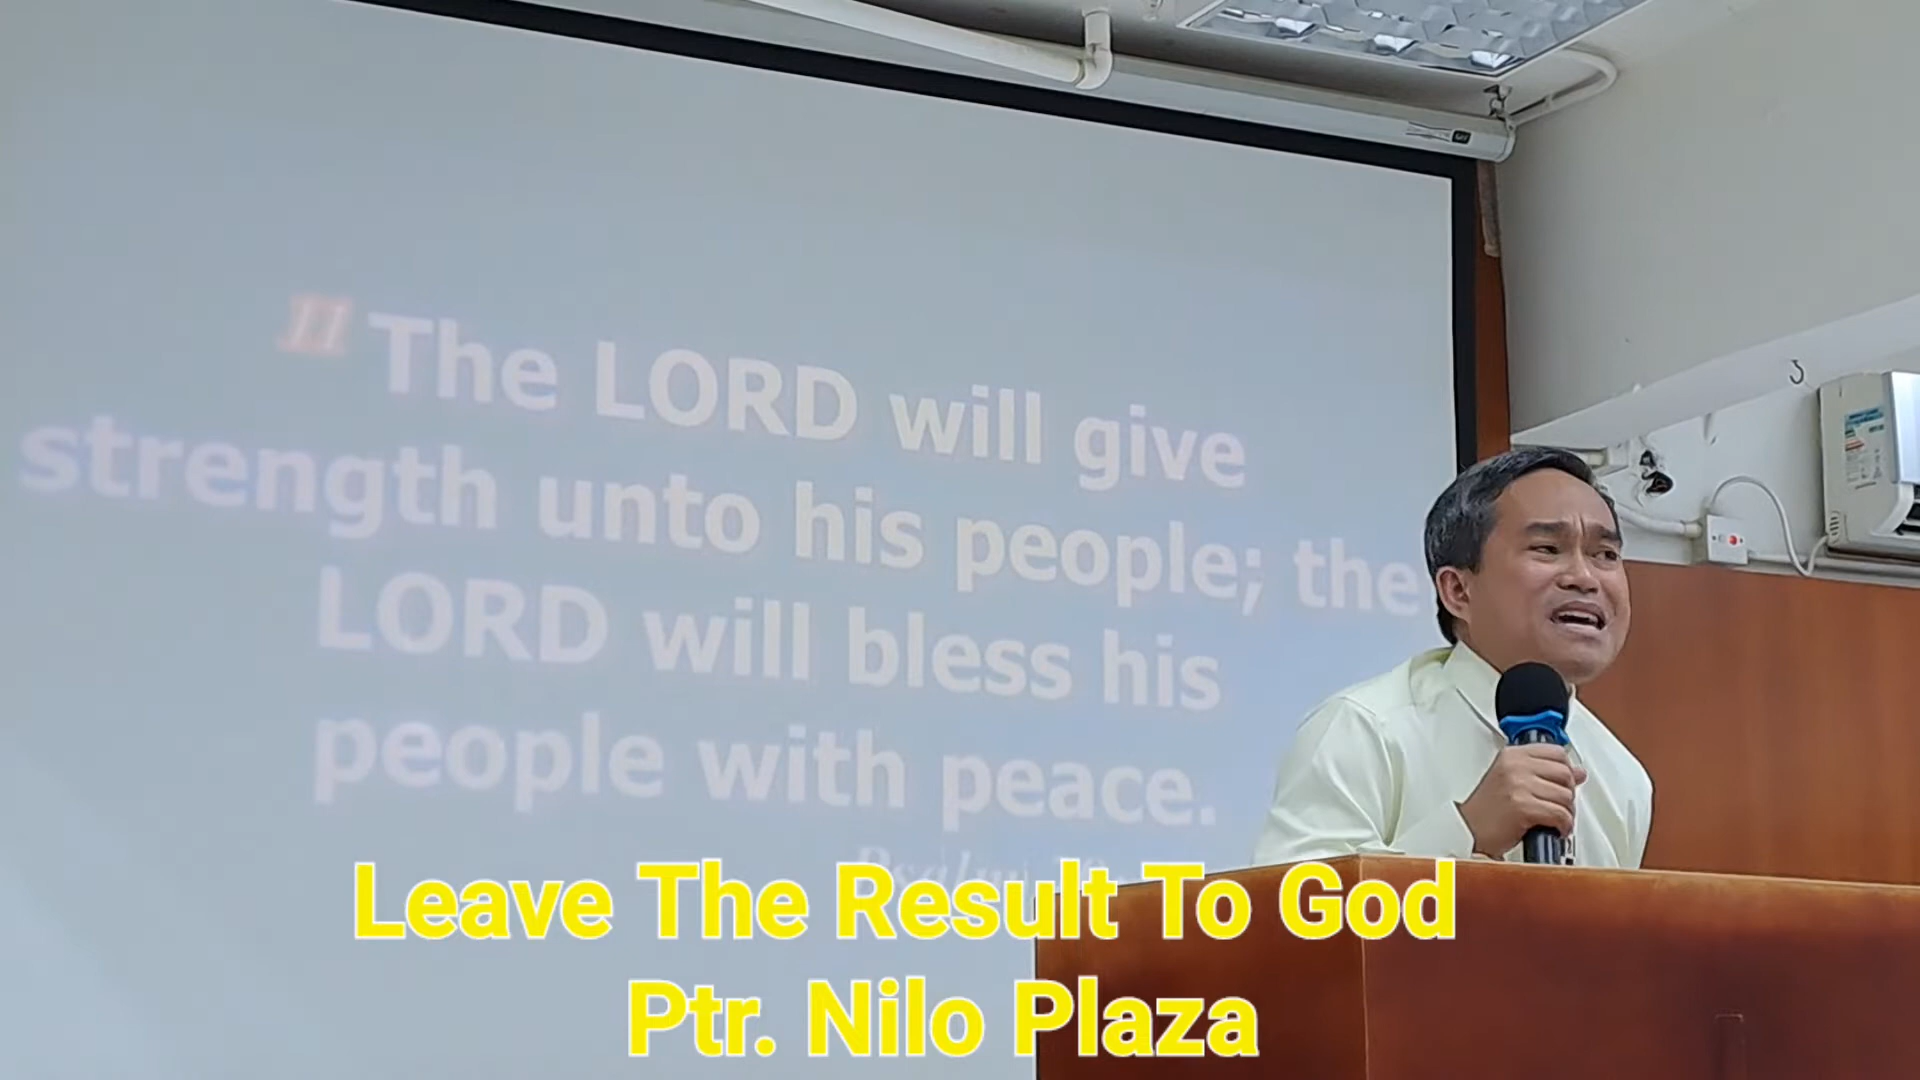 11 The LORD will give
strength unto his people; the
LORD will bless his
people with peace.
Leave The Result To God
Ptr. Nilo Plaza